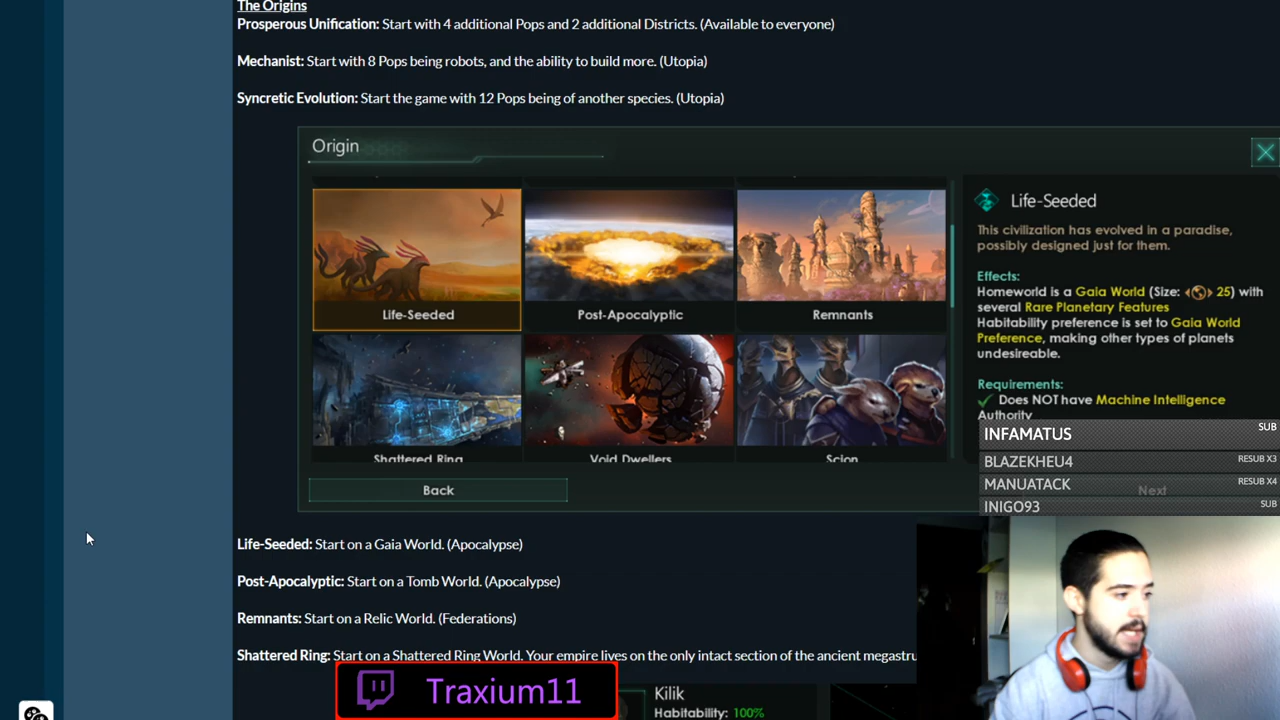 The Origins
Prosperous Unification: Start with 4 additional Pops and 2 additional Districts. (Available to everyone)
Mechanist: Start with 8 Pops being robots, and the ability to build more. (Utopia)
Syncretic Evolution: Start the game with 12 Pops being of another species. (Utopia)
Origin
Life-Seeded
Post-Apocalyptic
Remnants
Shattered Ring
Void Dwellers
Scion
Back
Life-Seeded
This civilization has evolved in a paradise,
possibly designed just for them.
Effects:
Homeworld is a Gaia World (Size: 25) with
several Rare Planetary Features
Habitability preference is set to Gaia World
Preference, making other types of planets
undesireable.
Requirements:
Does NOT have Machine Intelligence
Authority
Next
INFAMATUS SUB
BLAZEKHEU4 RESUB X3
MANUATACK RESUB X4
INIGO93 SUB
Life-Seeded: Start on a Gaia World. (Apocalypse)
Post-Apocalyptic: Start on a Tomb World. (Apocalypse)
Remnants: Start on a Relic World. (Federations)
Shattered Ring: Start on a Shattered Ring World. Your empire lives on the only intact section of the ancient megastru
Traxium11
Kilik
Habitability: 100%